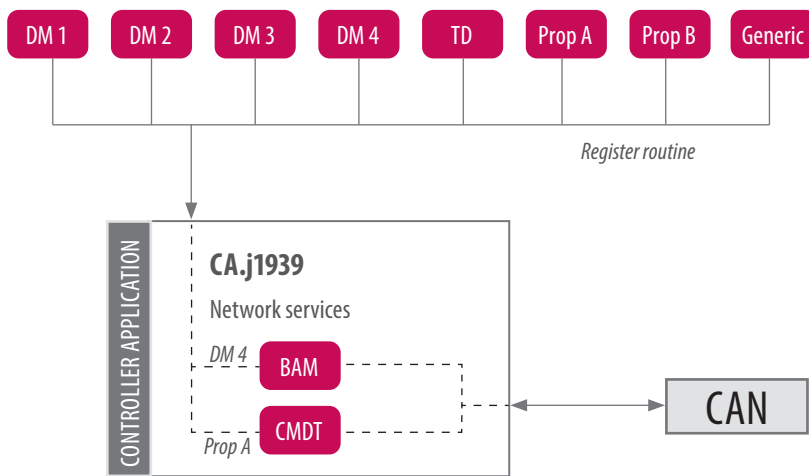 DM 1 DM 2 DM 3 DM 4 TD Prop A Prop B Generic
Register routine
CONTROLLER APPLICATION
CA.j1939
Network services
DM 4
BAM
CAN
Prop A
CMDT